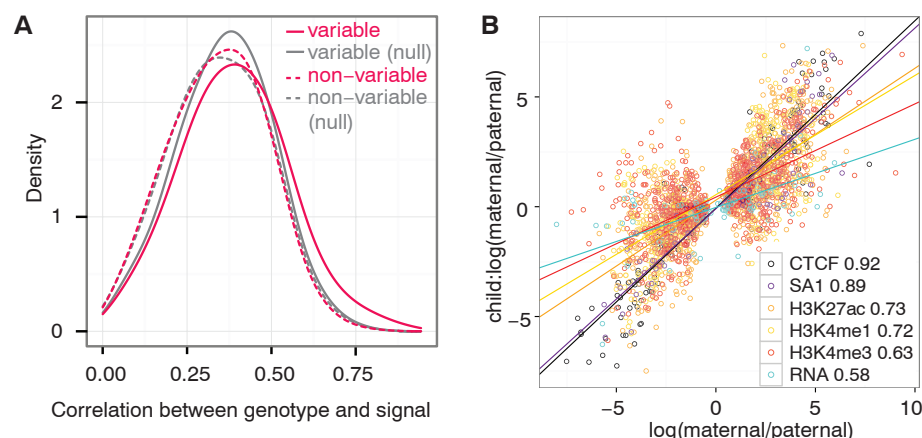 A
variable
variable (null)
non−variable
non−variable
(null)
Density
2
1
0
0.00 0.25 0.50 0.75
Correlation between genotype and signal
B
child:log(maternal/paternal)
5
0
−5
CTCF 0.92
SA1 0.89
H3K27ac 0.73
H3K4me1 0.72
H3K4me3 0.63
RNA 0.58
−5 0 5 10
log(maternal/paternal)